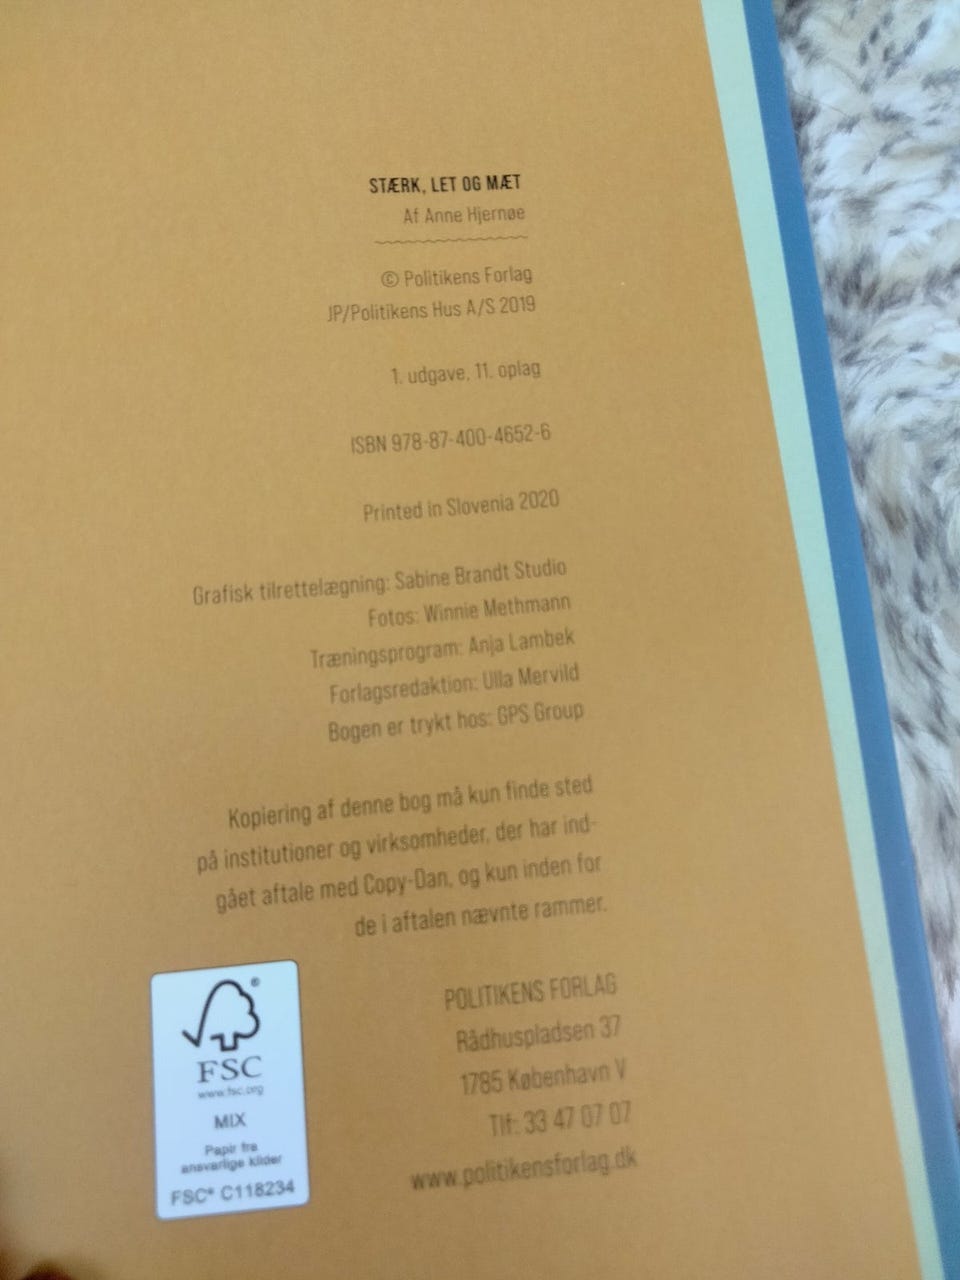 STÆRK, LET OG MÆT
Af Anne Hjernøe
© Politikens Forlag
JP/Politikens Hus A/S 2019
1. udgave, 11. oplag
ISBN 978-87-400-4652-6
Printed in Slovenia 2020
Grafisk tilrettelægning: Sabine Brandt Studio
Fotos: Winnie Methmann
Træningsprogram: Anja Lambek
Forlagsredaktion: Ulla Mervild
Bogen er trykt hos: GPS Group
Kopiering af denne bog må kun finde sted
på institutioner og virksomheder, der har ind-
gået aftale med Copy-Dan, og kun inden for
de i aftalen nævnte rammer.
POLITIKENS FORLAG
Rådhuspladsen 37
1785 København V
Tlf: 33 47 07 07
www.politikensforlag.dk
®
FSC
www.fsc.org
MIX
Papir fra
ansvarlige kilder
FSC® C118234